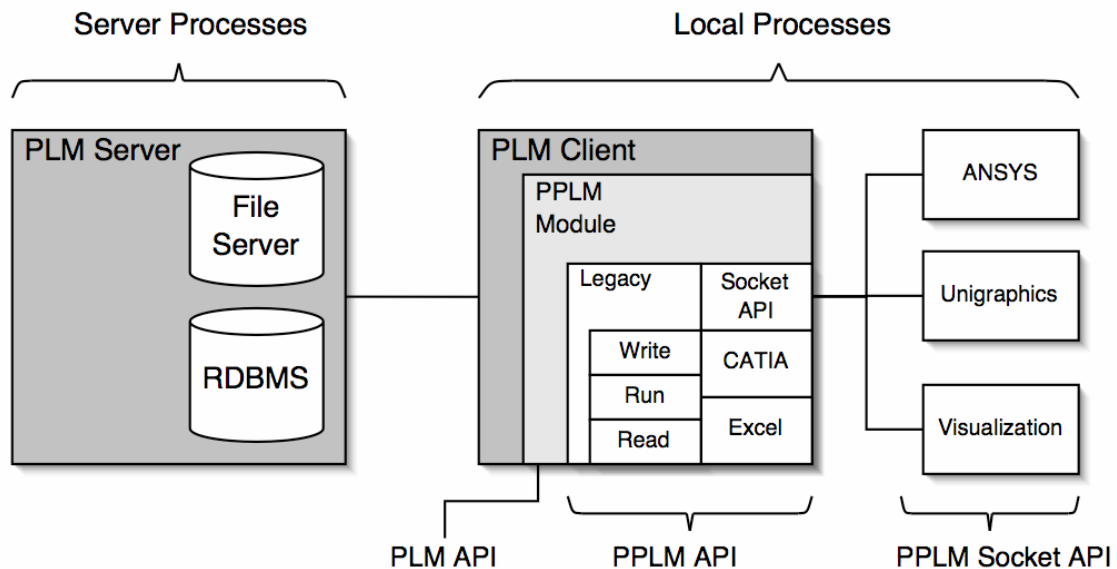 Server Processes
Local Processes
PLM Server
File
Server
RDBMS
PLM Client
PPLM
Module
Legacy
Write
Run
Read
Socket
API
CATIA
Excel
ANSYS
Unigraphics
Visualization
PLM API
PPLM API
PPLM Socket API